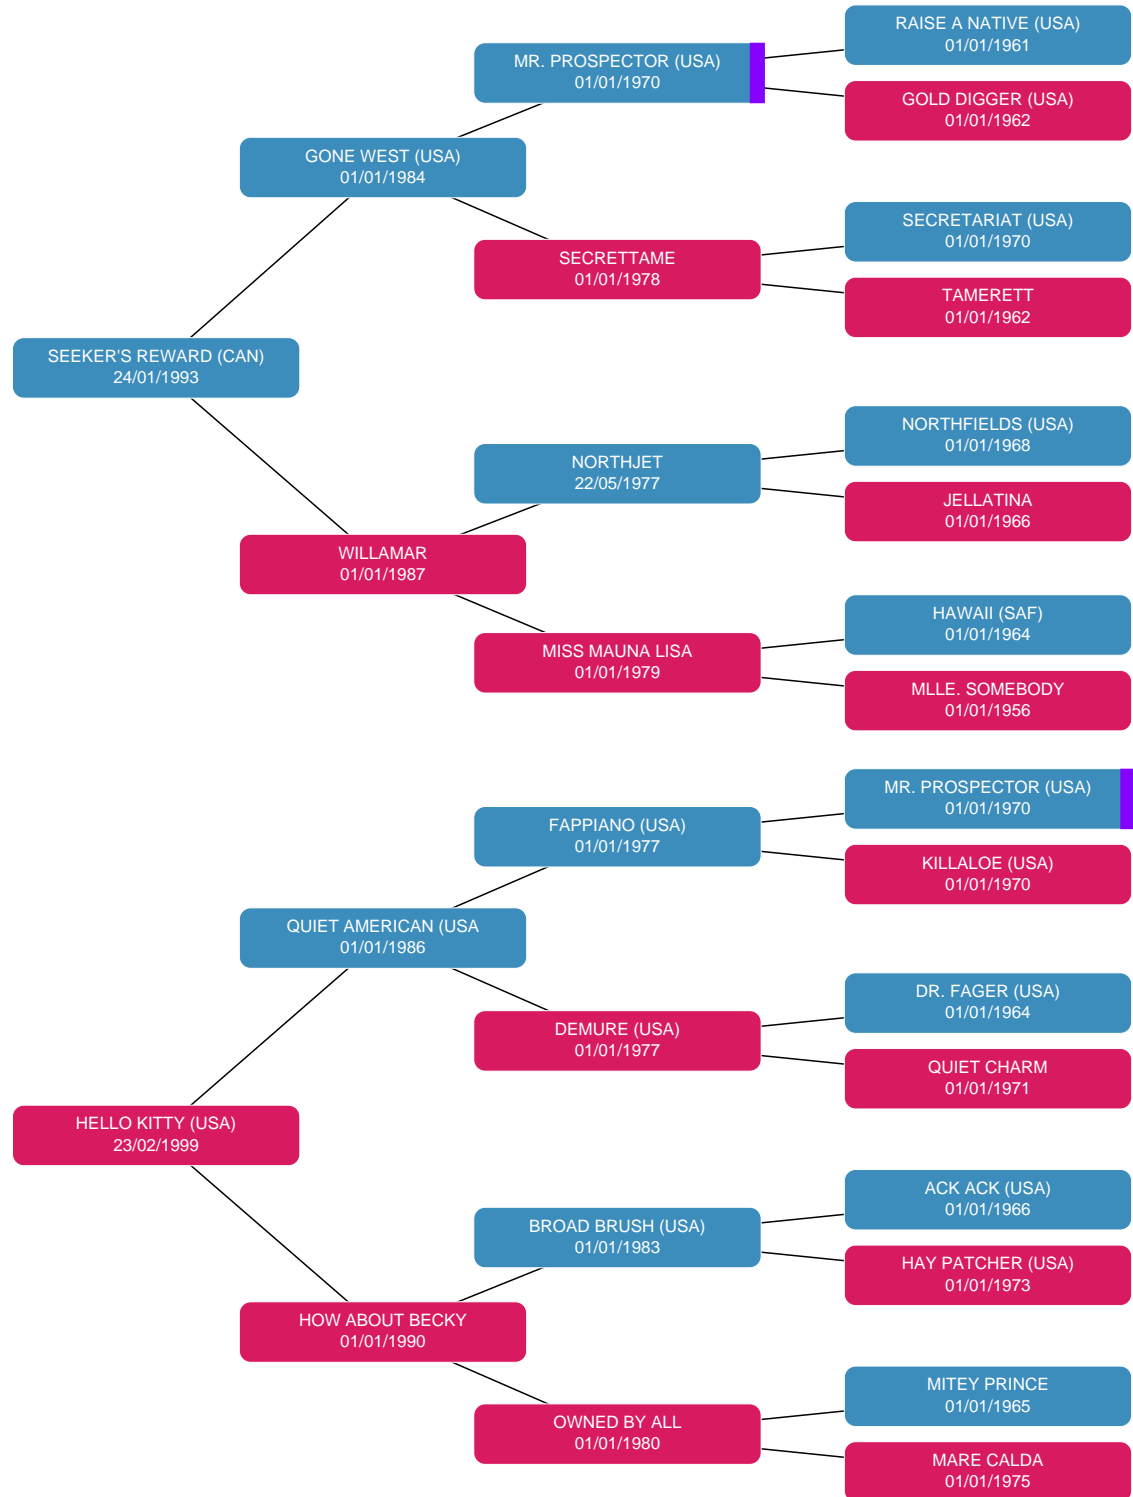 RAISE A NATIVE (USA)
01/01/1961
MR. PROSPECTOR (USA)
01/01/1970
GOLD DIGGER (USA)
01/01/1962
GONE WEST (USA)
01/01/1984
SECRETARIAT (USA)
01/01/1970
SECRETTAME
01/01/1978
TAMERETT
01/01/1962
SEEKER'S REWARD (CAN)
24/01/1993
NORTHFIELDS (USA)
01/01/1968
NORTHJET
22/05/1977
JELLATINA
01/01/1966
WILLAMAR
01/01/1987
HAWAII (SAF)
01/01/1964
MISS MAUNA LISA
01/01/1979
MLLE. SOMEBODY
01/01/1956
MR. PROSPECTOR (USA)
01/01/1970
FAPPIANO (USA)
01/01/1977
KILLALOE (USA)
01/01/1970
QUIET AMERICAN (USA
01/01/1986
DR. FAGER (USA)
01/01/1964
DEMURE (USA)
01/01/1977
QUIET CHARM
01/01/1971
HELLO KITTY (USA)
23/02/1999
ACK ACK (USA)
01/01/1966
BROAD BRUSH (USA)
01/01/1983
HAY PATCHER (USA)
01/01/1973
HOW ABOUT BECKY
01/01/1990
MITEY PRINCE
01/01/1965
OWNED BY ALL
01/01/1980
MARE CALDA
01/01/1975